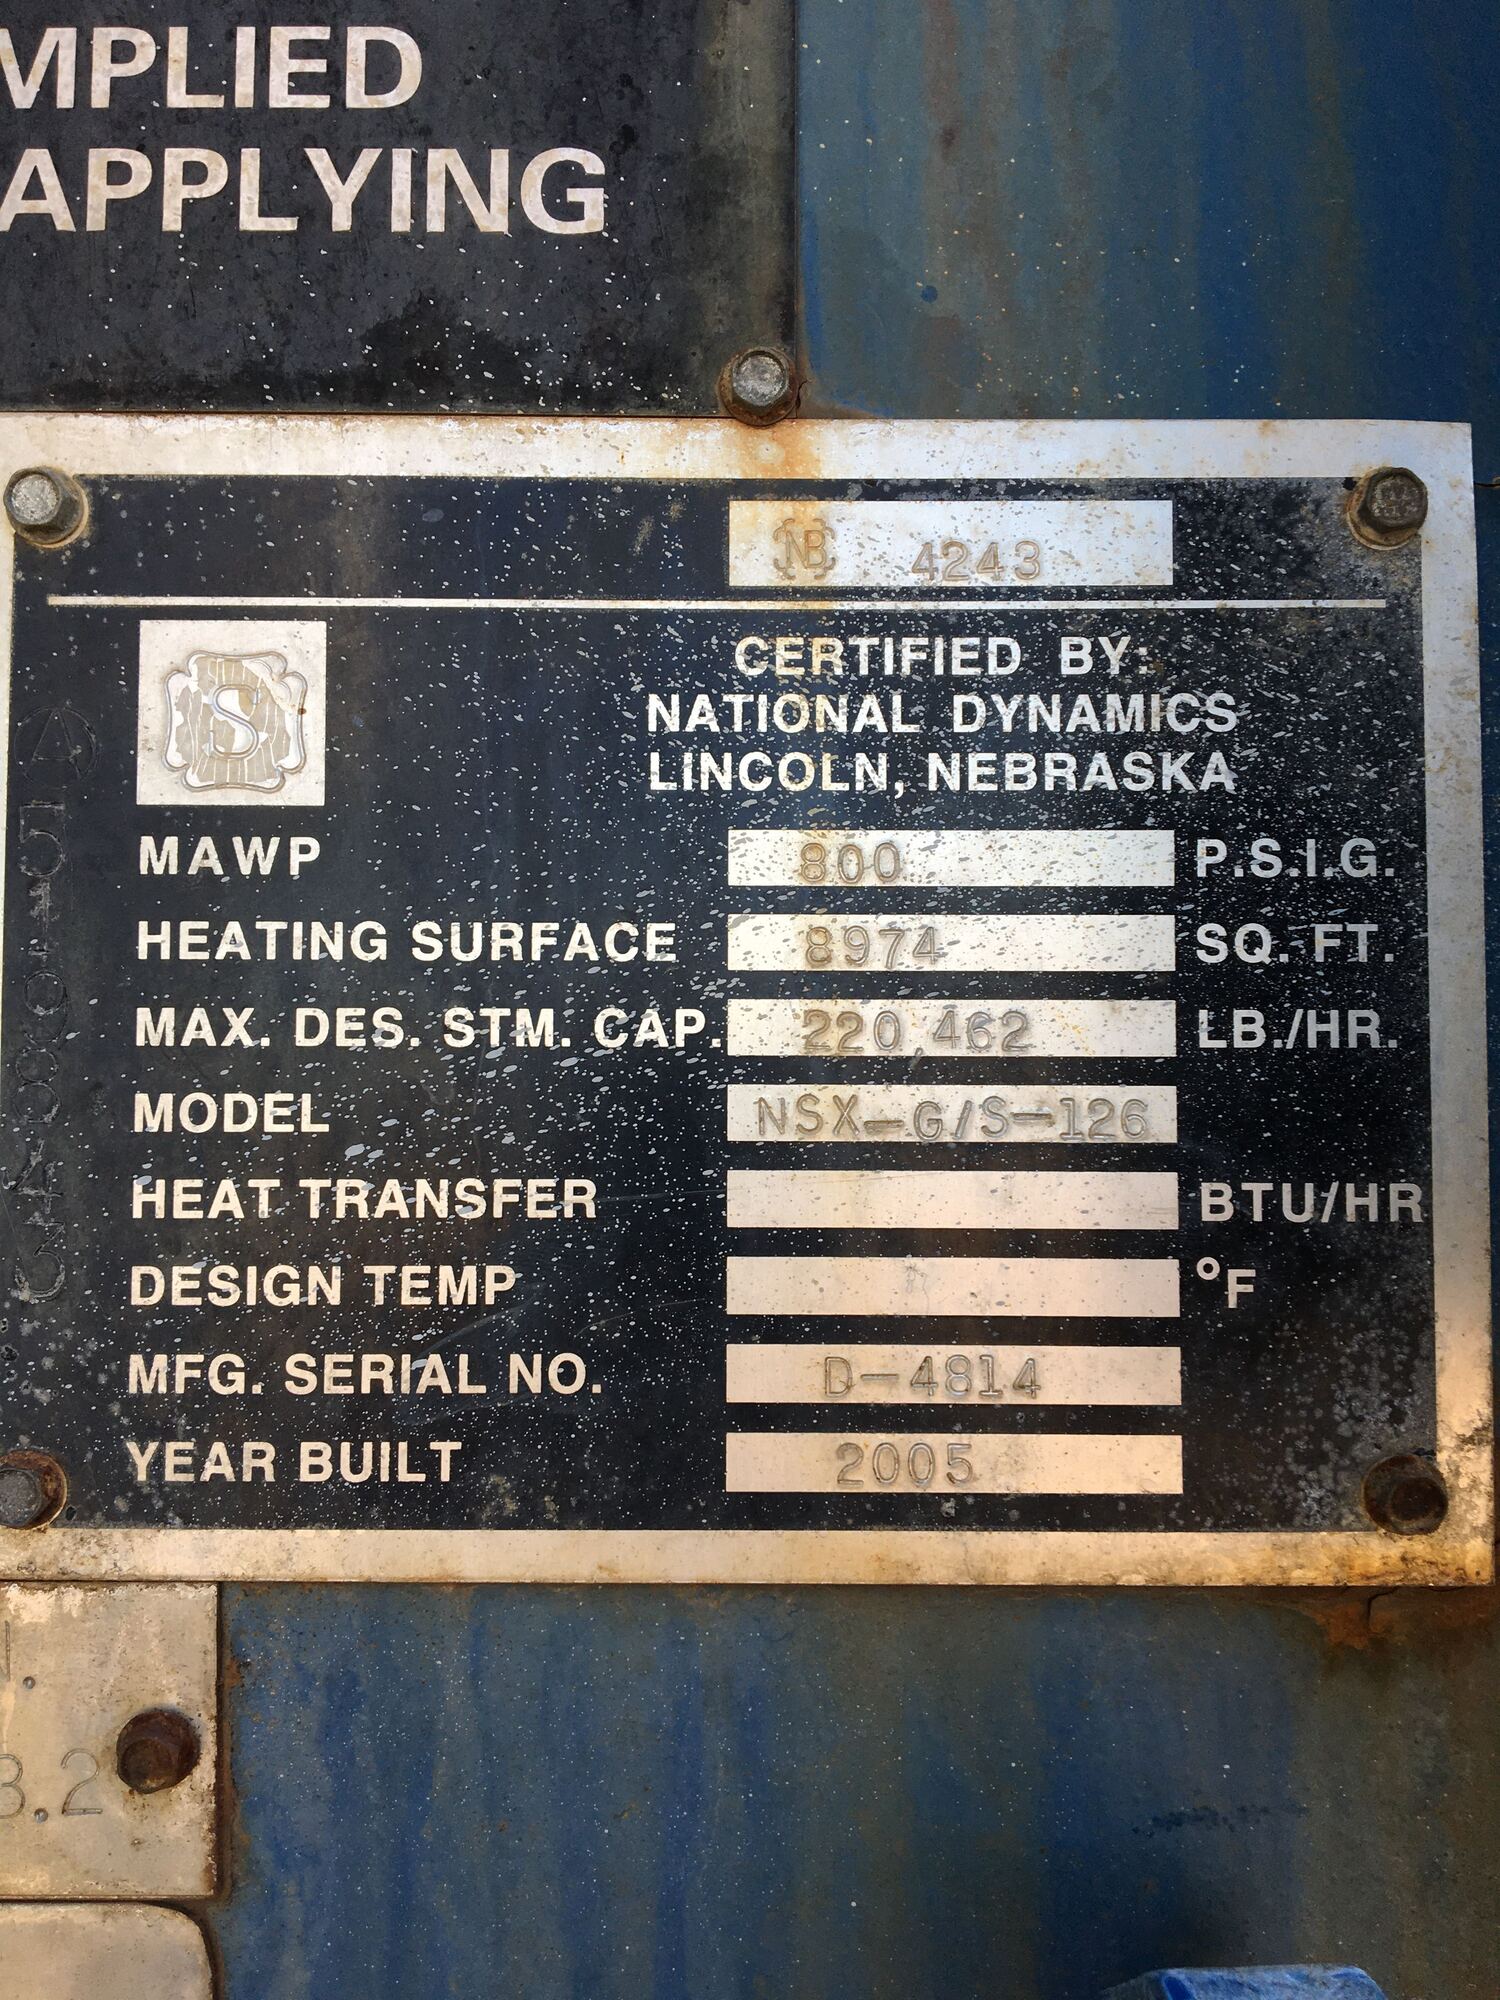 MPLIED
APPLYING
NB 4243
S
CERTIFIED BY:
NATIONAL DYNAMICS
LINCOLN, NEBRASKA
MAWP 800 P.S.I.G.
HEATING SURFACE 8974 SQ. FT.
MAX. DES. STM. CAP. 220,462 LB./HR.
MODEL NSX-G/S-126
HEAT TRANSFER BTU/HR
DESIGN TEMP °F
MFG. SERIAL NO. D-4814
YEAR BUILT 2005
3.2